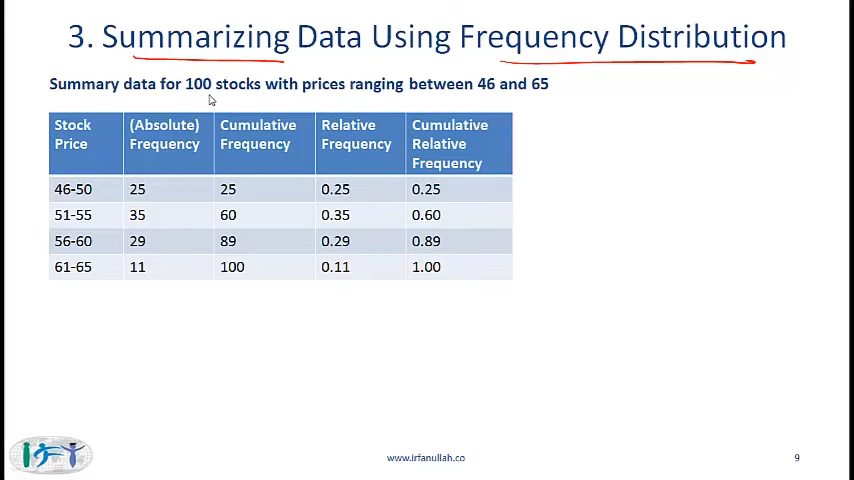 3. Summarizing Data Using Frequency Distribution
Summary data for 100 stocks with prices ranging between 46 and 65
Stock Price (Absolute) Frequency Cumulative Frequency Relative Frequency Cumulative Relative Frequency
46-50 25 25 0.25 0.25
51-55 35 60 0.35 0.60
56-60 29 89 0.29 0.89
61-65 11 100 0.11 1.00
www.irfanullah.co 9